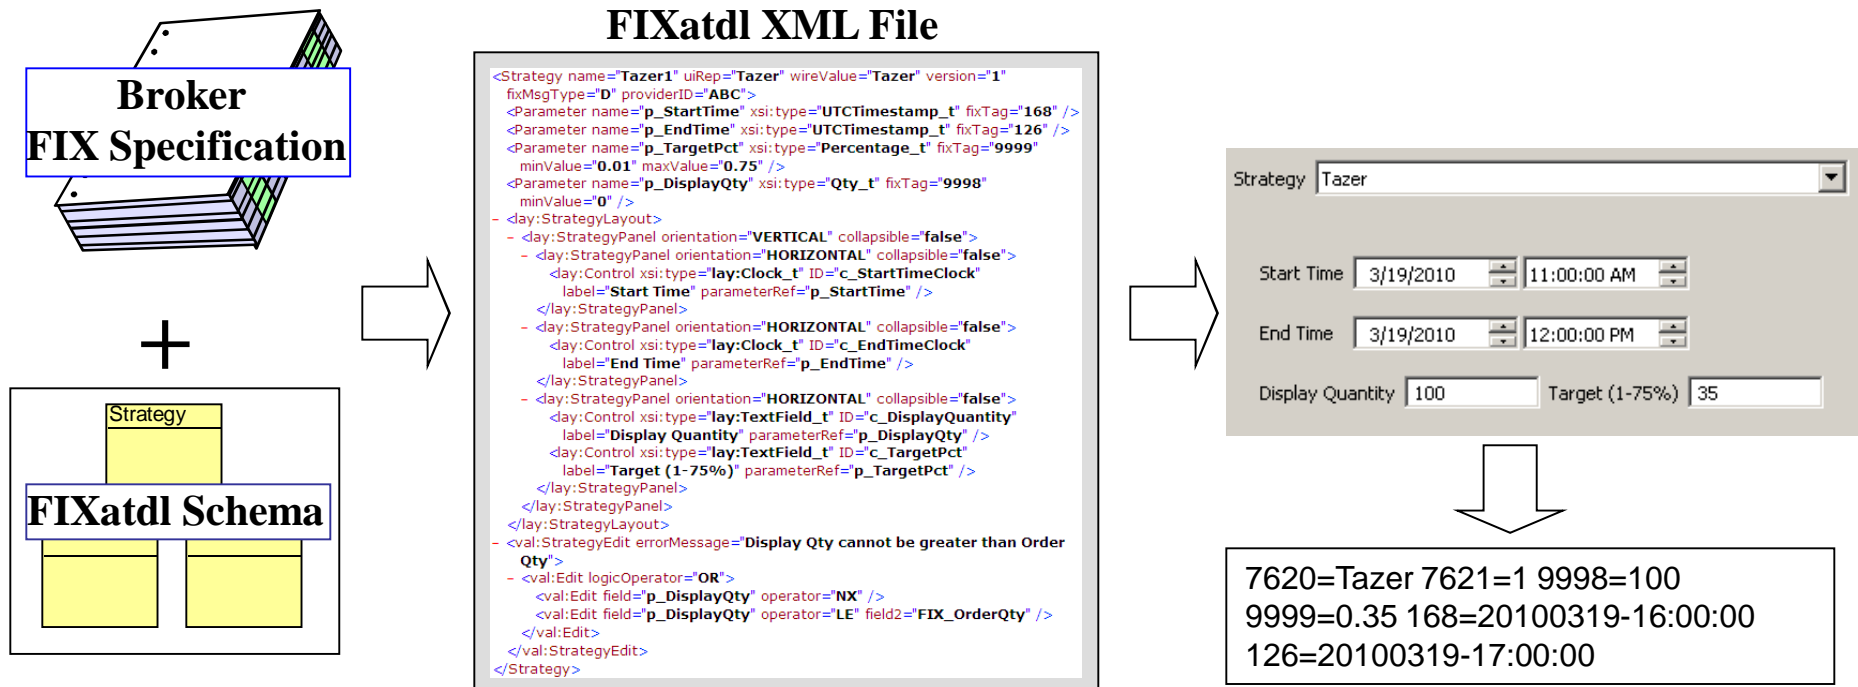 Broker
FIX Specification
+
Strategy
FIXatdl Schema
FIXatdl XML File
<Strategy name="Tazer1" uiRep="Tazer" wireValue="Tazer" version="1"
fixMsgType="D" providerID="ABC">
<Parameter name="p_StartTime" xsi:type="UTCTimestamp_t" fixTag="168" />
<Parameter name="p_EndTime" xsi:type="UTCTimestamp_t" fixTag="126" />
<Parameter name="p_TargetPct" xsi:type="Percentage_t" fixTag="9999"
minValue="0.01" maxValue="0.75" />
<Parameter name="p_DisplayQty" xsi:type="Qty_t" fixTag="9998"
minValue="0" />
- <lay:StrategyLayout>
- <lay:StrategyPanel orientation="VERTICAL" collapsible="false">
- <lay:StrategyPanel orientation="HORIZONTAL" collapsible="false">
<lay:Control xsi:type="lay:Clock_t" ID="c_StartTimeClock"
label="Start Time" parameterRef="p_StartTime" />
</lay:StrategyPanel>
- <lay:StrategyPanel orientation="HORIZONTAL" collapsible="false">
<lay:Control xsi:type="lay:Clock_t" ID="c_EndTimeClock"
label="End Time" parameterRef="p_EndTime" />
</lay:StrategyPanel>
- <lay:StrategyPanel orientation="HORIZONTAL" collapsible="false">
<lay:Control xsi:type="lay:TextField_t" ID="c_DisplayQuantity"
label="Display Quantity" parameterRef="p_DisplayQty" />
<lay:Control xsi:type="lay:TextField_t" ID="c_TargetPct"
label="Target (1-75%)" parameterRef="p_TargetPct" />
</lay:StrategyPanel>
</lay:StrategyPanel>
</lay:StrategyLayout>
- <val:StrategyEdit errorMessage="Display Qty cannot be greater than Order
Qty">
- <val:Edit logicOperator="OR">
<val:Edit field="p_DisplayQty" operator="NX" />
<val:Edit field="p_DisplayQty" operator="LE" field2="FIX_OrderQty" />
</val:Edit>
</val:StrategyEdit>
</Strategy>
Strategy Tazer
Start Time 3/19/2010 11:00:00 AM
End Time 3/19/2010 12:00:00 PM
Display Quantity 100 Target (1-75%) 35
7620=Tazer 7621=1 9998=100
9999=0.35 168=20100319-16:00:00
126=20100319-17:00:00